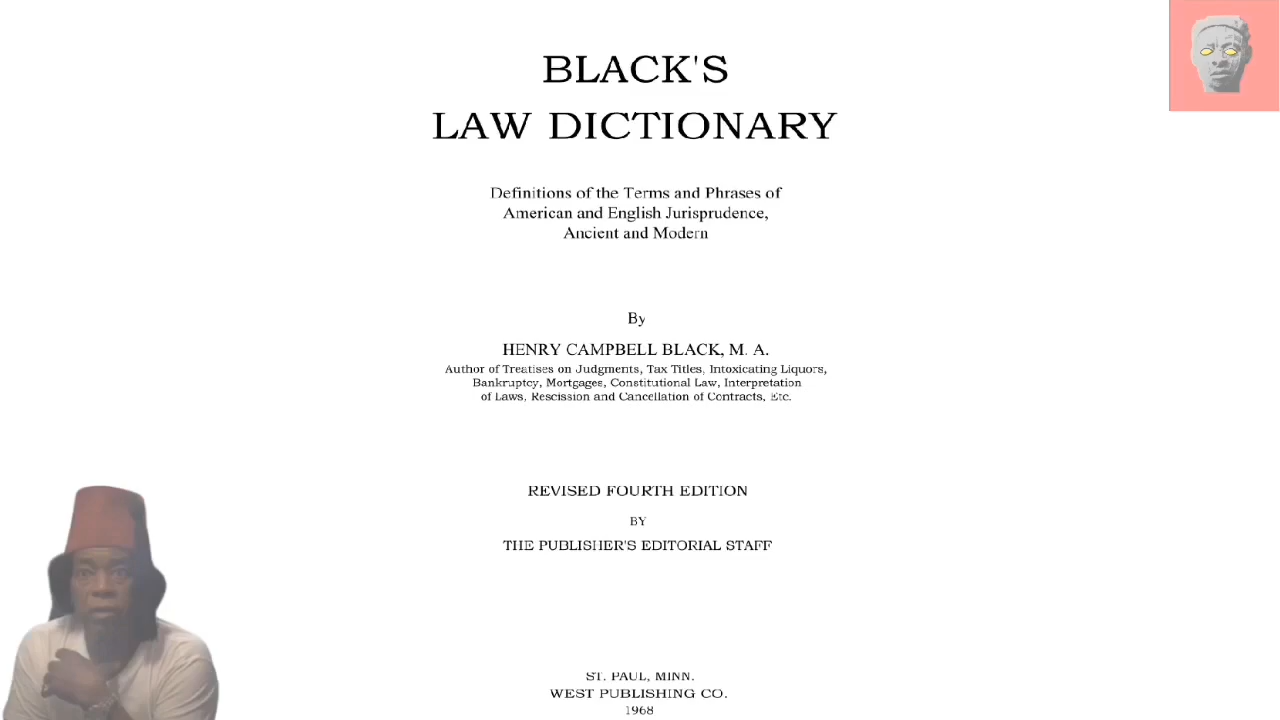 BLACK'S
LAW DICTIONARY
Definitions of the Terms and Phrases of
American and English Jurisprudence,
Ancient and Modern
By
HENRY CAMPBELL BLACK, M. A.
Author of Treatises on Judgments, Tax Titles, Intoxicating Liquors,
Bankruptcy, Mortgages, Constitutional Law, Interpretation
of Laws, Rescission and Cancellation of Contracts, Etc.
REVISED FOURTH EDITION
BY
THE PUBLISHER'S EDITORIAL STAFF
ST. PAUL, MINN.
WEST PUBLISHING CO.
1968